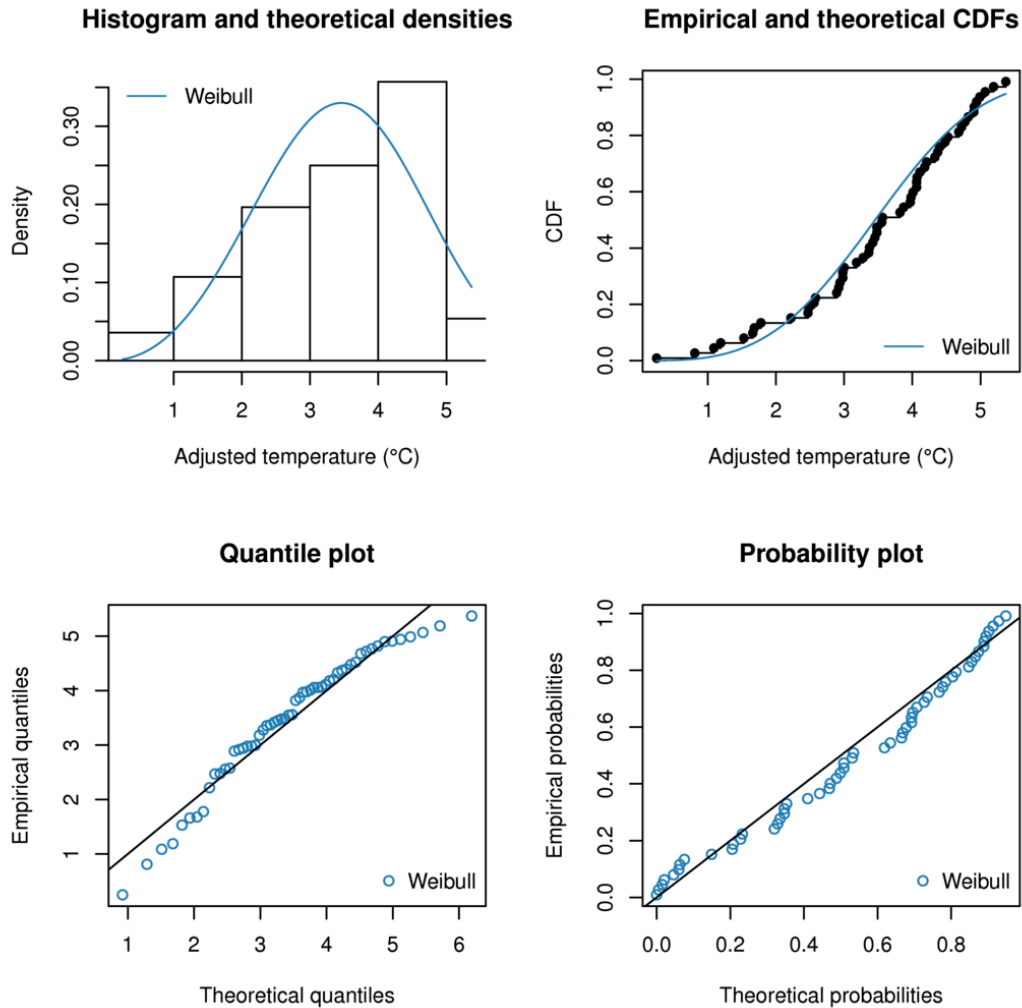 Histogram and theoretical densities
Density
0.00 0.10 0.20 0.30
Weibull
1 2 3 4 5
Adjusted temperature (°C)
Empirical and theoretical CDFs
CDF
0.0 0.2 0.4 0.6 0.8 1.0
Weibull
1 2 3 4 5
Adjusted temperature (°C)
Quantile plot
Empirical quantiles
1 2 3 4 5
Weibull
1 2 3 4 5 6
Theoretical quantiles
Probability plot
Empirical probabilities
0.0 0.2 0.4 0.6 0.8 1.0
Weibull
0.0 0.2 0.4 0.6 0.8
Theoretical probabilities